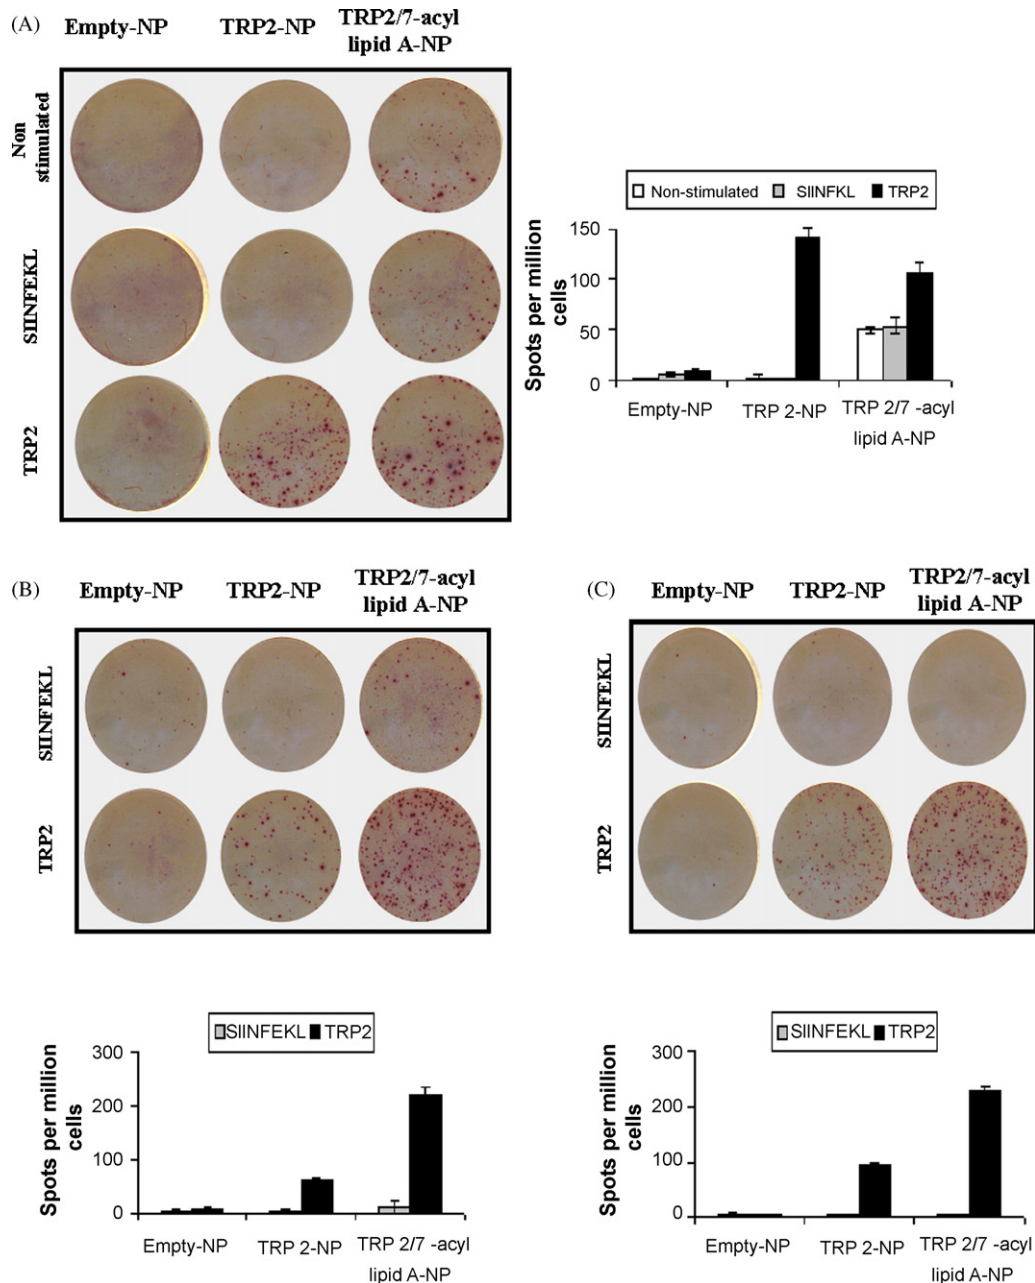 (A)
Empty-NP
TRP2-NP
TRP2/7-acyl
lipid A-NP
Non
stimulated
SIINFEKL
TRP2
Non-stimulated
SIINFKL
TRP2
Spots per million
cells
150
100
50
0
Empty-NP
TRP 2-NP
TRP 2/7 -acyl
lipid A-NP
(B)
Empty-NP
TRP2-NP
TRP2/7-acyl
lipid A-NP
SIINFEKL
TRP2
SIINFEKL
TRP2
Spots per million
cells
300
200
100
0
Empty-NP
TRP 2-NP
TRP 2/7 -acyl
lipid A-NP
(C)
Empty-NP
TRP2-NP
TRP2/7-acyl
lipid A-NP
SIINFEKL
TRP2
SIINFEKL
TRP2
Spots per million
cells
300
200
100
0
Empty-NP
TRP 2-NP
TRP 2/7 -acyl
lipid A-NP